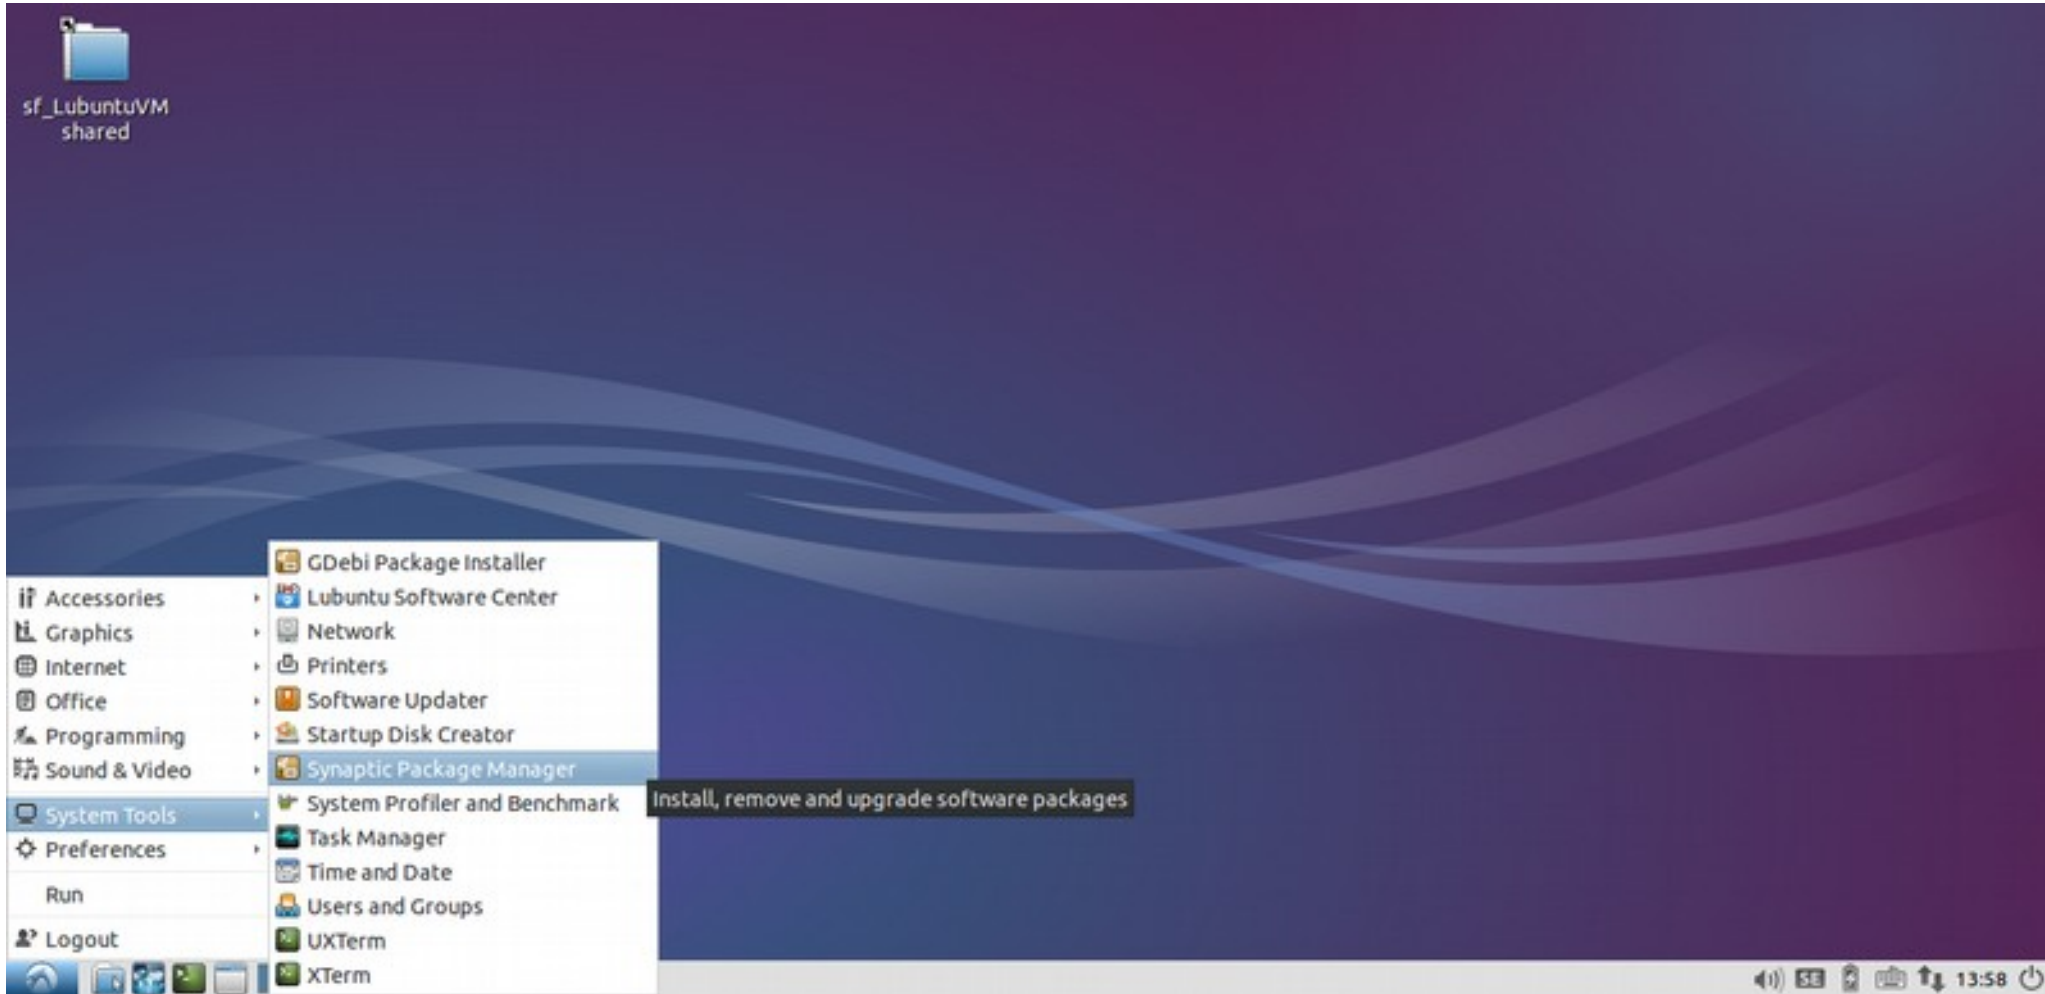 sf_LubuntuVM
shared
GDebi Package Installer
Lubuntu Software Center
Network
Printers
Software Updater
Startup Disk Creator
Synaptic Package Manager
System Profiler and Benchmark
Task Manager
Time and Date
Users and Groups
UXTerm
XTerm
Install, remove and upgrade software packages
Accessories
Graphics
Internet
Office
Programming
Sound & Video
System Tools
Preferences
Run
Logout
SE
13:58